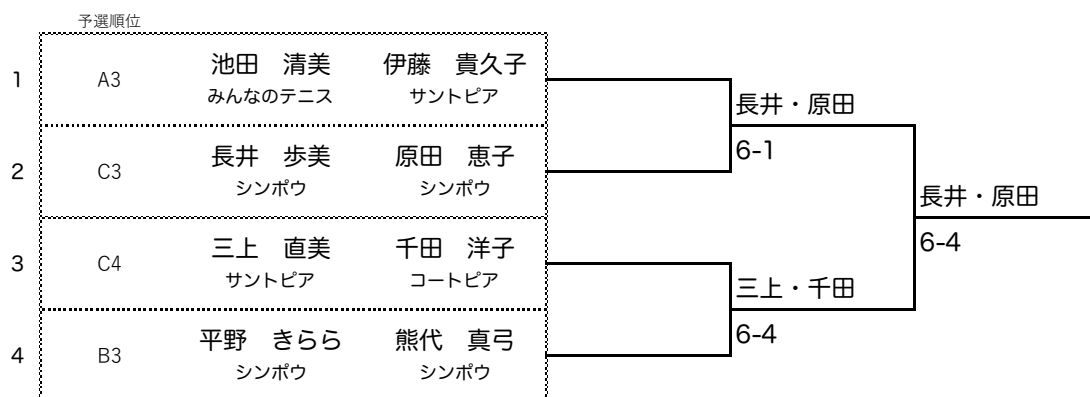 予選順位
1 A3 池田　清美 伊藤　貴久子
みんなのテニス サントピア
長井・原田
6-1
2 C3 長井　歩美 原田　恵子
シンポウ シンポウ
長井・原田
6-4
3 C4 三上　直美 千田　洋子
サントピア コートピア
三上・千田
6-4
4 B3 平野　きらら 熊代　真弓
シンポウ シンポウ